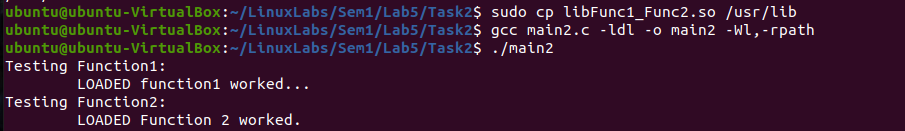 ubuntu@ubuntu-VirtualBox:~/LinuxLabs/Sem1/Lab5/Task2$ sudo cp libFunc1_Func2.so /usr/lib
ubuntu@ubuntu-VirtualBox:~/LinuxLabs/Sem1/Lab5/Task2$ gcc main2.c -ldl -o main2 -Wl,-rpath
ubuntu@ubuntu-VirtualBox:~/LinuxLabs/Sem1/Lab5/Task2$ ./main2
Testing Function1:
        LOADED function1 worked...
Testing Function2:
        LOADED Function 2 worked.